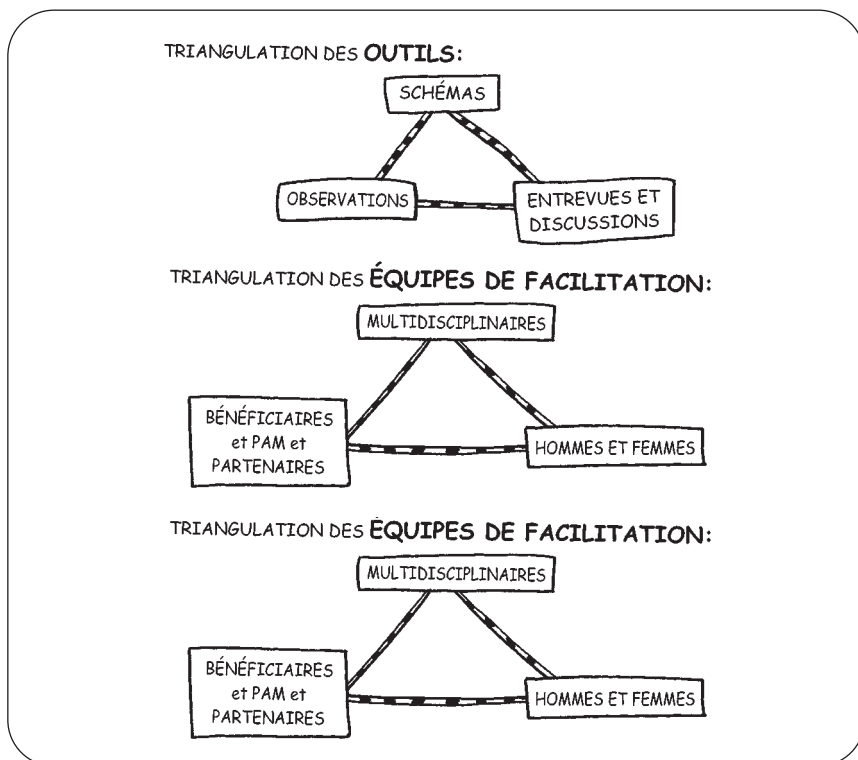 TRIANGULATION DES OUTILS:
SCHÉMAS
OBSERVATIONS
ENTREVUES ET
DISCUSSIONS
TRIANGULATION DES ÉQUIPES DE FACILITATION:
MULTIDISCIPLINAIRES
BÉNÉFICIAIRES
et PAM et
PARTENAIRES
HOMMES ET FEMMES
TRIANGULATION DES ÉQUIPES DE FACILITATION:
MULTIDISCIPLINAIRES
BÉNÉFICIAIRES
et PAM et
PARTENAIRES
HOMMES ET FEMMES